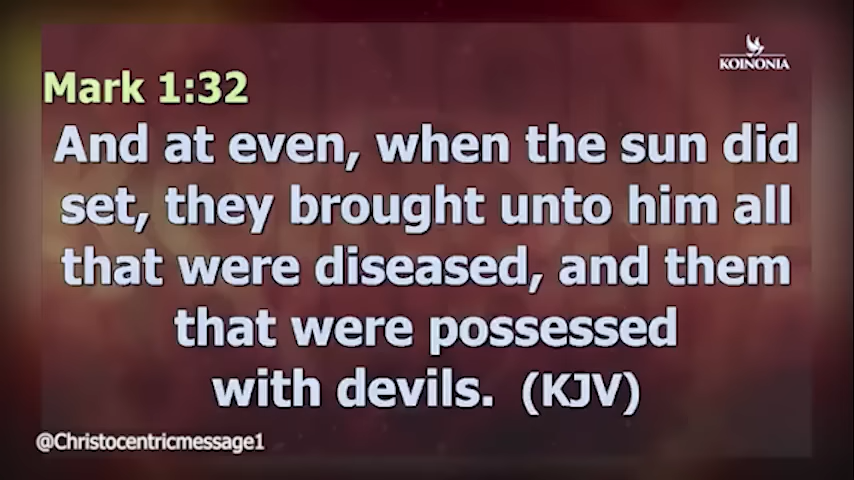 KOINONIA
Mark 1:32
And at even, when the sun did
set, they brought unto him all
that were diseased, and them
that were possessed
with devils. (KJV)
@Christocentricmessage1